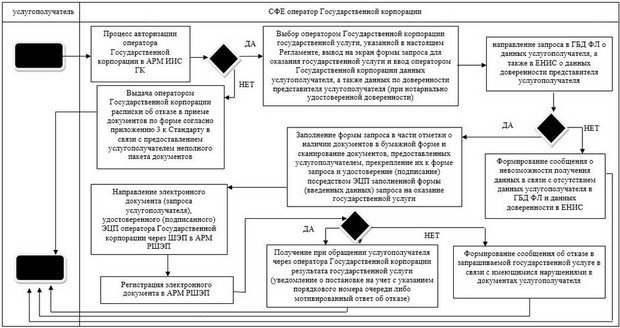 услугополучатель
СФЕ оператор Государственной корпорации
Процесс авторизации
оператора
Государственной
корпорации в АРМ ИИС
ГК
ДА
НЕТ
Выбор оператором Государственной корпорации
государственной услуги, указанной в настоящем
Регламенте, вывод на экран формы запроса для
оказания государственной услуги и ввод оператором
Государственной корпорации данных
услугополучателя, а также данных по доверенности
представителя услугополучателя (при нотариально
удостоверенной доверенности)
направление запроса в ГБД ФЛ о
данных услугополучателя, а
также в ЕНИС о данных
доверенности представителя
услугополучателя
Выдача оператором
Государственной корпорации
расписки об отказе в приеме
документов по форме согласно
приложению 3 к Стандарту в
связи с предоставлением
услугополучателем неполного
пакета документов
ДА
НЕТ
Заполнение формы запроса в части отметки о
наличии документов в бумажной форме и
сканирование документов, предоставленных
услугополучателем, прекрепление их к форме
запроса и удостоверение (подписание)
посредством ЭЦП заполненной формы
(введенных данных) запроса на оказание
государственной услуги
Формирование сообщения о
невозможности получения
данных в связи с отсутствием
данных услугополучателя в
ГБД ФЛ и данных
доверенности в ЕНИС
Направление электронного
документа (запроса
услугополучателя),
удостоверенного (подписанного)
ЭЦП оператора Государственной
корпорации через ШЭП в АРМ
РШЭП
Регистрация электронного
документа в АРМ РШЭП
ДА
НЕТ
Получение при обращении услугополучателя
через оператора Государственной корпорации
результата государственной услуги
(уведомление о постановке на учет с указанием
порядкового номера очереди либо
мотивированный ответ об отказе)
Формирование сообщения об отказе в
запрашиваемой государственной услуге в
связи с имеющимися нарушениями в
документах услугополучателя